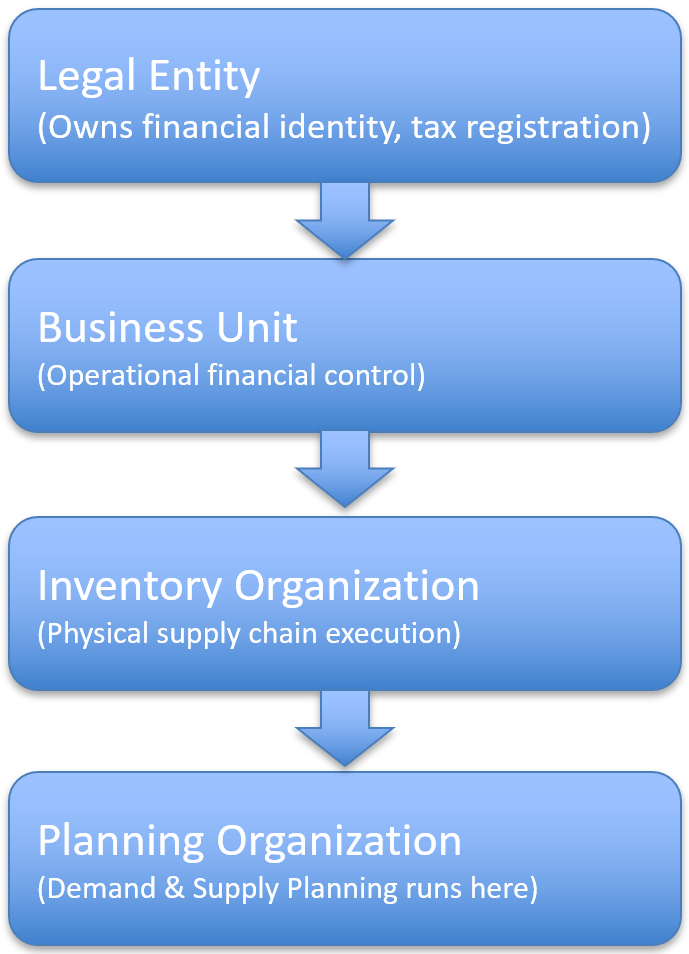 Legal Entity
(Owns financial identity, tax registration)
Business Unit
(Operational financial control)
Inventory Organization
(Physical supply chain execution)
Planning Organization
(Demand & Supply Planning runs here)